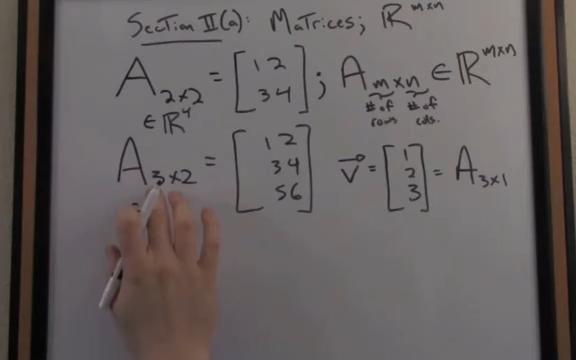 Section II(a): Matrices; ℝ^{m×n}
A_{2×2} = [1 2; 3 4] ; A_{m×n} ∈ ℝ^{m×n}
∈ ℝ^4
# of rows # of cols.
A_{3×2} = [1 2; 3 4; 5 6] v⃗ = [1; 2; 3] = A_{3×1}